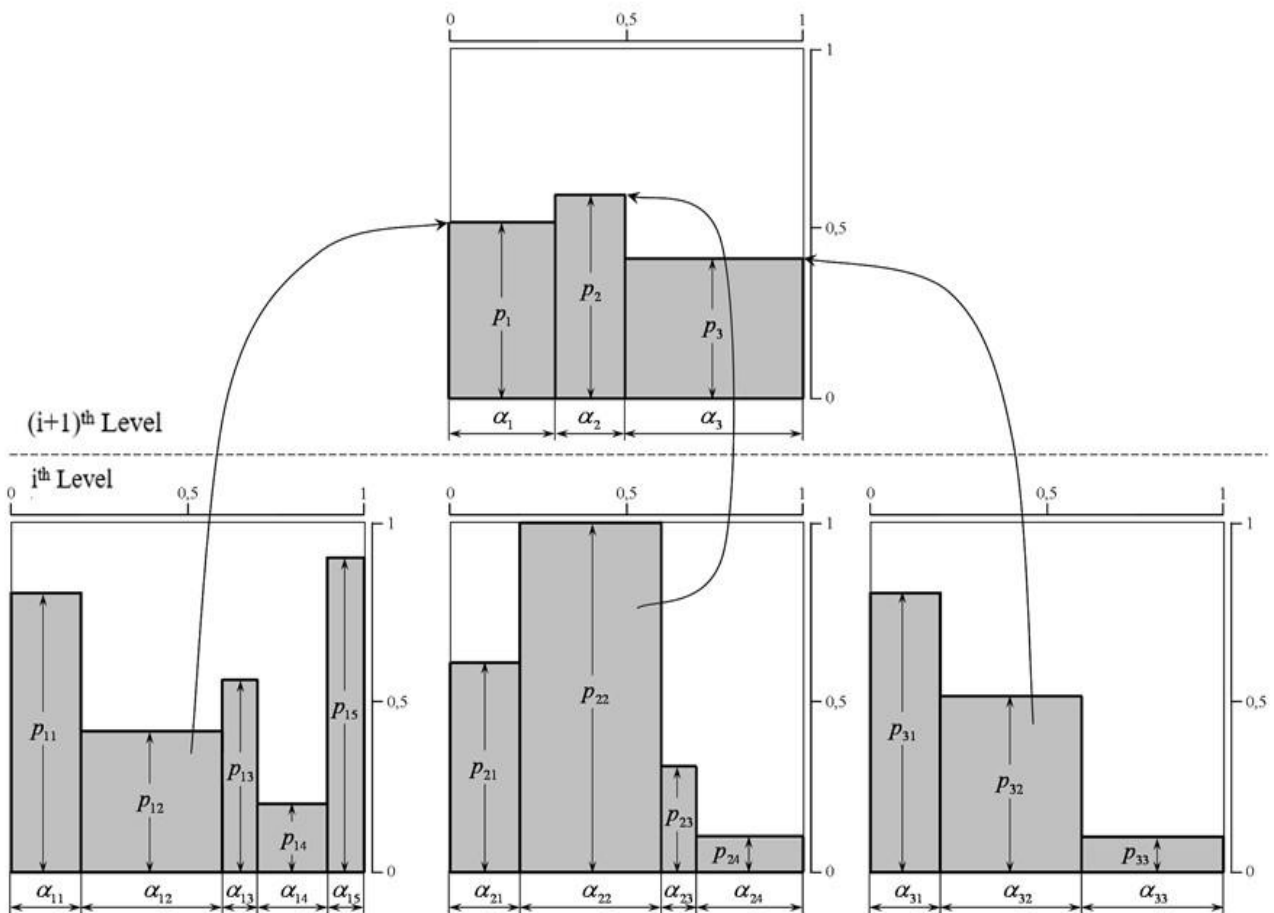 0 0,5 1
1
0,5
p₂
p₁ p₃
0
(i+1)ᵗʰ Level
α₁ α₂ α₃
iᵗʰ Level
0 0,5 1 0 0,5 1 0 0,5 1
1 1 1
p₁₅ p₂₂
0,5 0,5 0,5
p₁₁ p₃₁
p₁₃ p₂₁ p₃₂
p₁₂ p₂₃
p₁₄ p₂₄ p₃₃
0 0 0
α₁₁ α₁₂ α₁₃ α₁₄ α₁₅ α₂₁ α₂₂ α₂₃ α₂₄ α₃₁ α₃₂ α₃₃